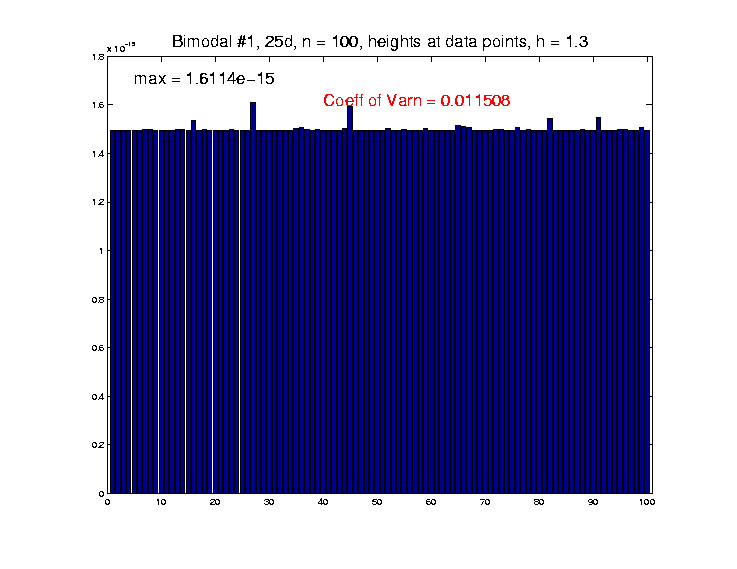 Bimodal #1, 25d, n = 100, heights at data points, h = 1.3
x 10⁻¹⁵
max = 1.6114e−15
Coeff of Varn = 0.011508
1.8
1.6
1.4
1.2
1
0.8
0.6
0.4
0.2
0
0 10 20 30 40 50 60 70 80 90 100